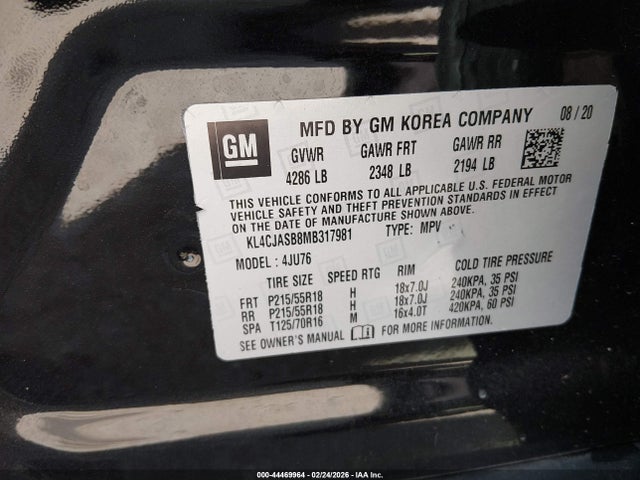 GM
MFD BY GM KOREA COMPANY 08/20
GVWR GAWR FRT GAWR RR
4286 LB 2348 LB 2194 LB
THIS VEHICLE CONFORMS TO ALL APPLICABLE U.S. FEDERAL MOTOR
VEHICLE SAFETY AND THEFT PREVENTION STANDARDS IN EFFECT
ON THE DATE OF MANUFACTURE SHOWN ABOVE.
KL4CJASB8MB317981 TYPE: MPV
MODEL : 4JU76
TIRE SIZE SPEED RTG RIM COLD TIRE PRESSURE
FRT P215/55R18 H 18x7.0J 240KPA, 35 PSI
RR P215/55R18 H 18x7.0J 240KPA, 35 PSI
SPA T125/70R16 M 16x4.0T 420KPA, 60 PSI
SEE OWNER'S MANUAL FOR MORE INFORMATION
000-44469964 - 02/24/2026 - IAA Inc.